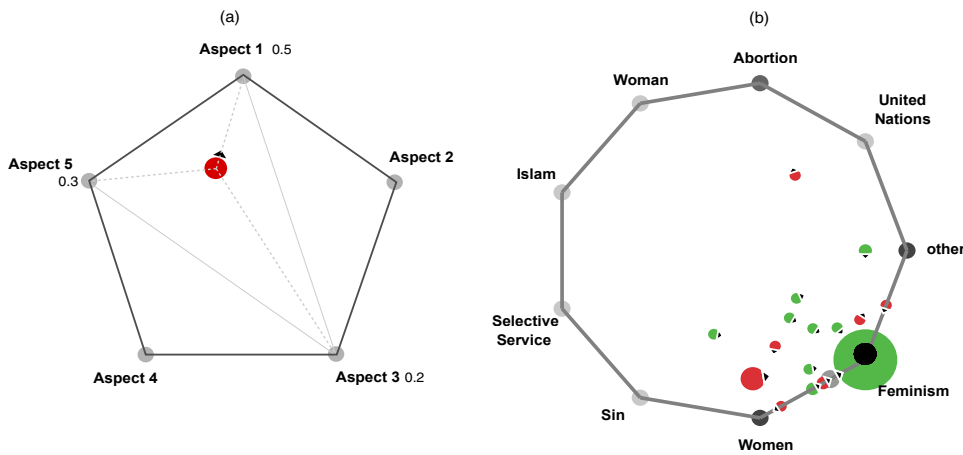 (a)
Aspect 1 0.5
Aspect 2
Aspect 5
0.3
Aspect 4
Aspect 3 0.2
(b)
Abortion
Woman
United
Nations
Islam
other
Selective
Service
Feminism
Sin
Women